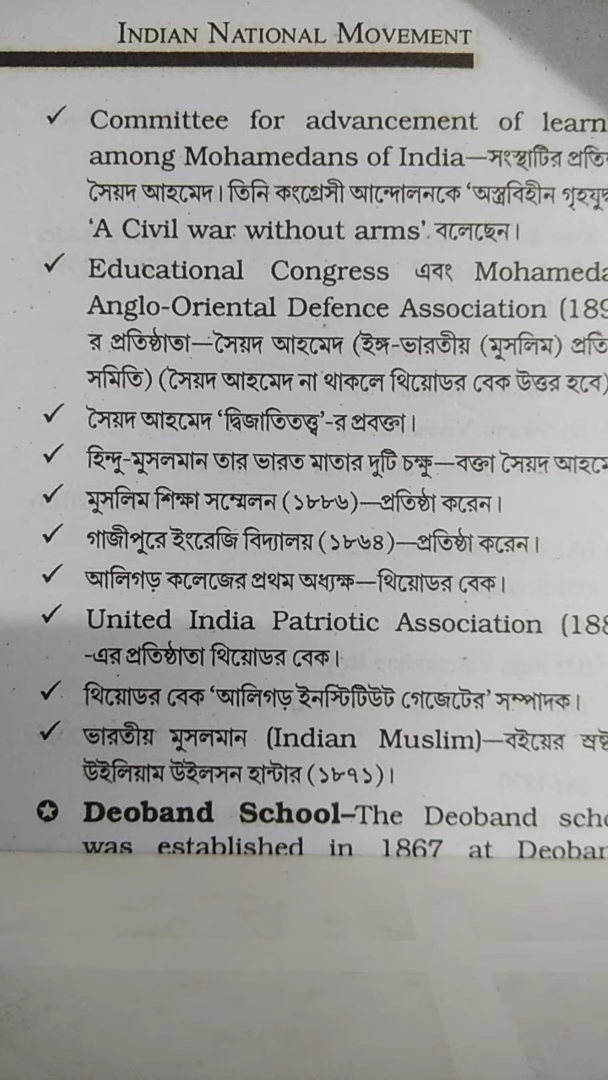 INDIAN NATIONAL MOVEMENT
✓ Committee for advancement of learn
among Mohamedans of India—সংস্থাটির প্রতি
সৈয়দ আহমেদ। তিনি কংগ্রেসী আন্দোলনকে ‘অস্ত্রবিহীন গৃহযুদ্ধ
‘A Civil war without arms’ বলেছেন।
✓ Educational Congress এবং Mohameda
Anglo-Oriental Defence Association (189
র প্রতিষ্ঠাতা—সৈয়দ আহমেদ (ইঙ্গ-ভারতীয় (মুসলিম) প্রতি
সমিতি) (সৈয়দ আহমেদ না থাকলে থিয়োডর বেক উত্তর হবে)
✓ সৈয়দ আহমেদ ‘দ্বিজাতিতত্ত্ব’-র প্রবক্তা।
✓ হিন্দু-মুসলমান তার ভারত মাতার দুটি চক্ষু—বক্তা সৈয়দ আহমে
✓ মুসলিম শিক্ষা সম্মেলন (১৮৮৬)—প্রতিষ্ঠা করেন।
✓ গাজীপুরে ইংরেজি বিদ্যালয় (১৮৬৪)—প্রতিষ্ঠা করেন।
✓ আলিগড় কলেজের প্রথম অধ্যক্ষ—থিয়োডর বেক।
✓ United India Patriotic Association (188
-এর প্রতিষ্ঠাতা থিয়োডর বেক।
✓ থিয়োডর বেক ‘আলিগড় ইনস্টিটিউট গেজেটের’ সম্পাদক।
✓ ভারতীয় মুসলমান (Indian Muslim)—বইয়ের
উইলিয়াম উইলসন হান্টার (১৮৭১)।
✪ Deoband School–The Deoband scho
was established in 1867 at Deoban